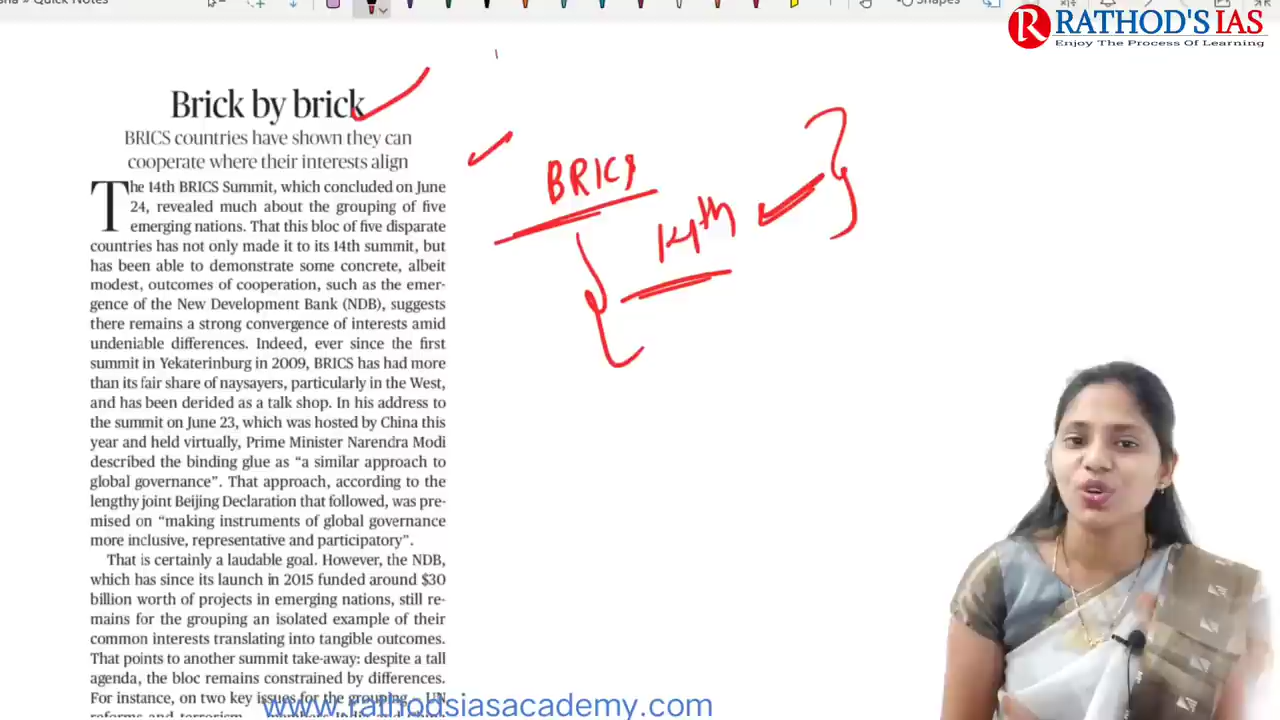 » Quick Notes
Shapes
RATHOD'S IAS
Enjoy The Process Of Learning
Brick by brick
BRICS countries have shown they can
cooperate where their interests align
The 14th BRICS Summit, which concluded on June
24, revealed much about the grouping of five
emerging nations. That this bloc of five disparate
countries has not only made it to its 14th summit, but
has been able to demonstrate some concrete, albeit
modest, outcomes of cooperation, such as the emer-
gence of the New Development Bank (NDB), suggests
there remains a strong convergence of interests amid
undeniable differences. Indeed, ever since the first
summit in Yekaterinburg in 2009, BRICS has had more
than its fair share of naysayers, particularly in the West,
and has been derided as a talk shop. In his address to
the summit on June 23, which was hosted by China this
year and held virtually, Prime Minister Narendra Modi
described the binding glue as “a similar approach to
global governance”. That approach, according to the
lengthy joint Beijing Declaration that followed, was pre-
mised on “making instruments of global governance
more inclusive, representative and participatory”.
That is certainly a laudable goal. However, the NDB,
which has since its launch in 2015 funded around $30
billion worth of projects in emerging nations, still re-
mains for the grouping an isolated example of their
common interests translating into tangible outcomes.
That points to another summit take-away: despite a tall
agenda, the bloc remains constrained by differences.
For instance, on two key issues for the grouping UN
reforms and terrorism
BRICS
14th
www.rathodsiasacademy.com